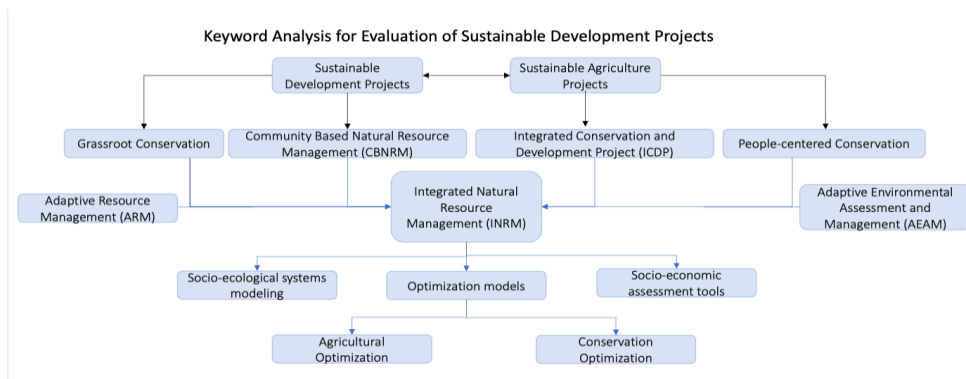 Keyword Analysis for Evaluation of Sustainable Development Projects
Sustainable
Development Projects
Sustainable Agriculture
Projects
Grassroot Conservation
Community Based Natural Resource
Management (CBNRM)
Integrated Conservation and
Development Project (ICDP)
People-centered Conservation
Adaptive Resource
Management (ARM)
Integrated Natural
Resource
Management (INRM)
Adaptive Environmental
Assessment and
Management (AEAM)
Socio-ecological systems
modeling
Optimization models
Socio-economic
assessment tools
Agricultural
Optimization
Conservation
Optimization